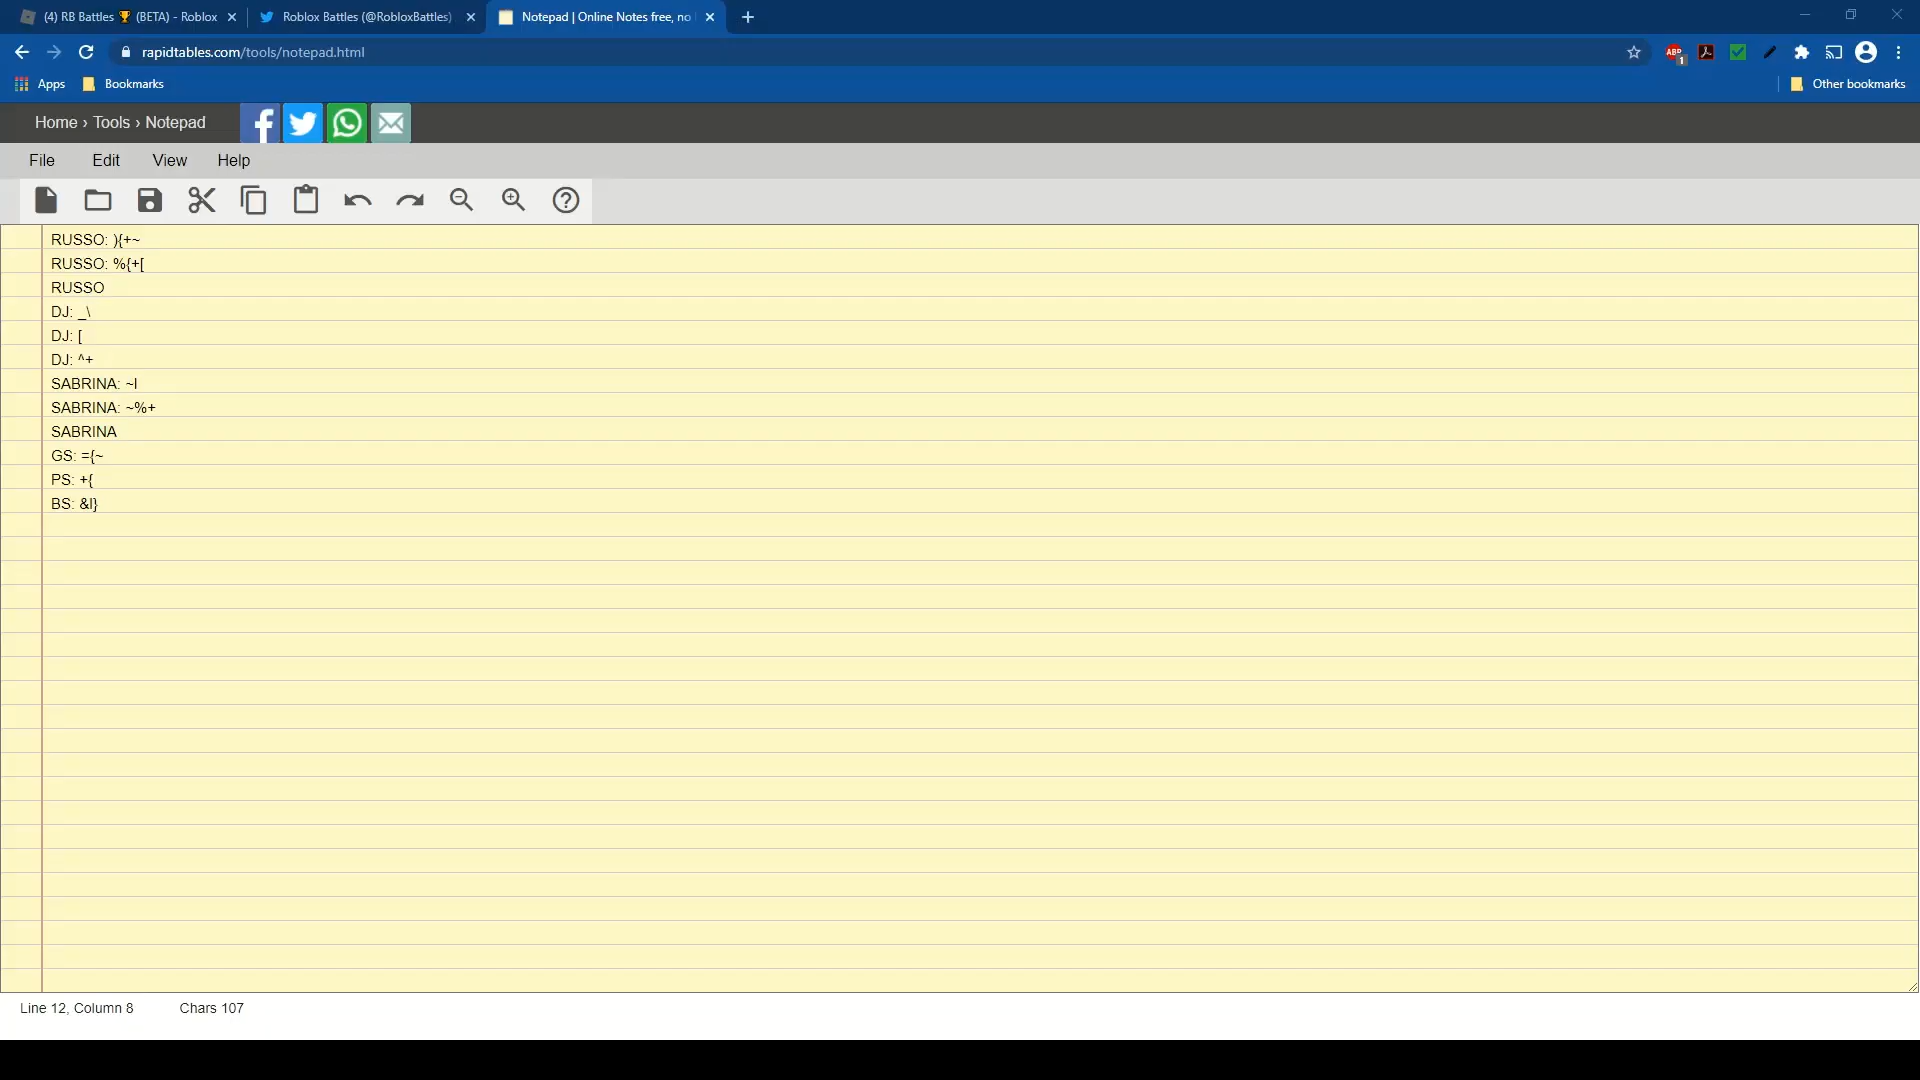 (4) RB Battles 🏆 (BETA) - Roblox
Roblox Battles (@RobloxBattles)
Notepad | Online Notes free, no
rapidtables.com/tools/notepad.html
ABP
1
Apps
Bookmarks
Other bookmarks
Home › Tools › Notepad
File Edit View Help
RUSSO: ){+~
RUSSO: %{+[
RUSSO
DJ: _\
DJ: [
DJ: ^+
SABRINA: ~I
SABRINA: ~%+
SABRINA
GS: ={~
PS: +{
BS: &I}
Line 12, Column 8
Chars 107